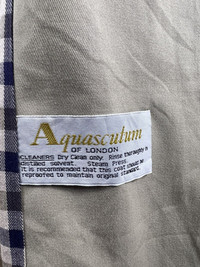 Aquascutum
OF LONDON
CLEANERS Dry Clean only. Rinse thoroughly in
distilled solvent. Steam Press.
It is recommended that this coat should be
reproofed to maintain original standard.